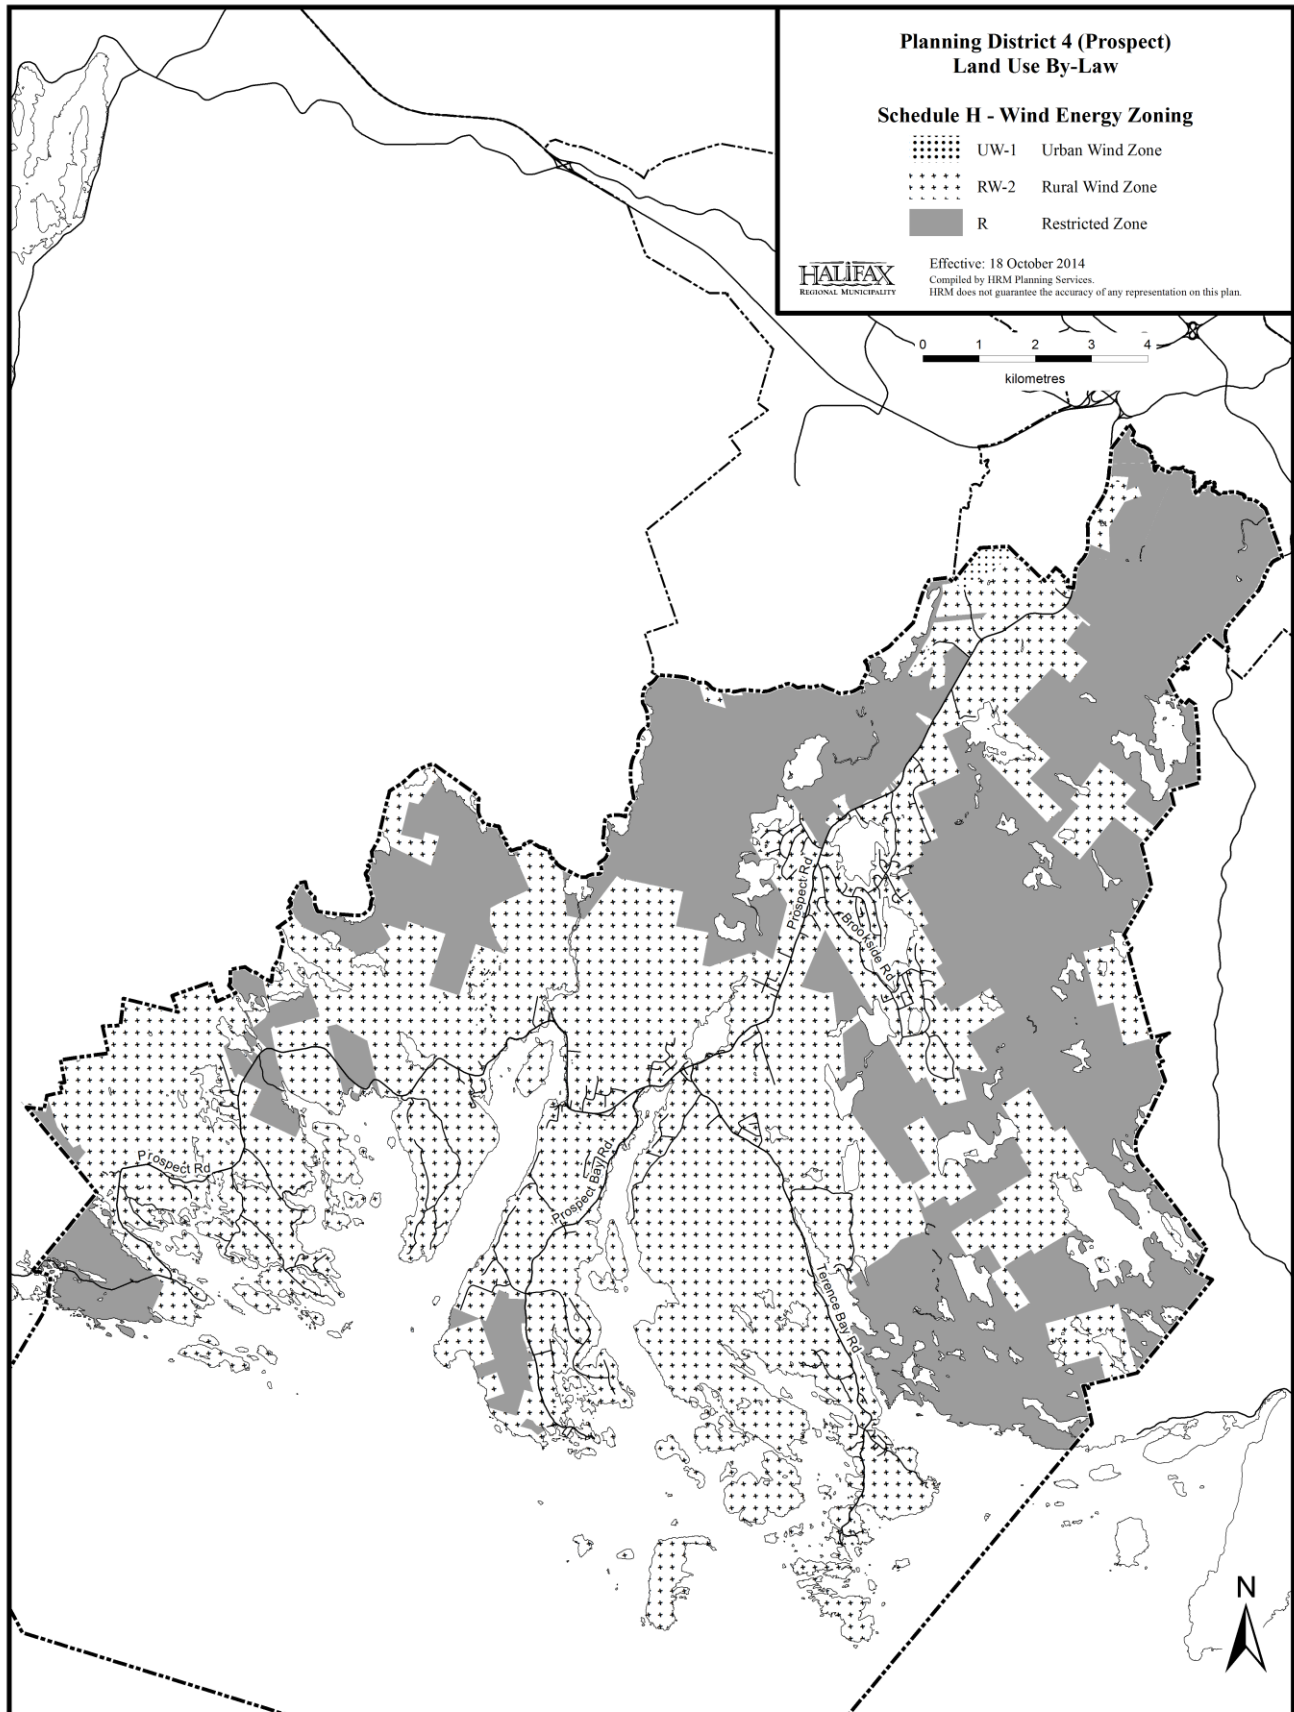 Planning District 4 (Prospect)
Land Use By-Law
Schedule H - Wind Energy Zoning
UW-1 Urban Wind Zone
RW-2 Rural Wind Zone
R Restricted Zone
HALIFAX
REGIONAL MUNICIPALITY
Effective: 18 October 2014
Compiled by HRM Planning Services.
HRM does not guarantee the accuracy of any representation on this plan.
0 1 2 3 4
kilometres
Prospect Rd
Brookside Rd
Prospect Rd
Prospect Bay Rd
Terence Bay Rd
N